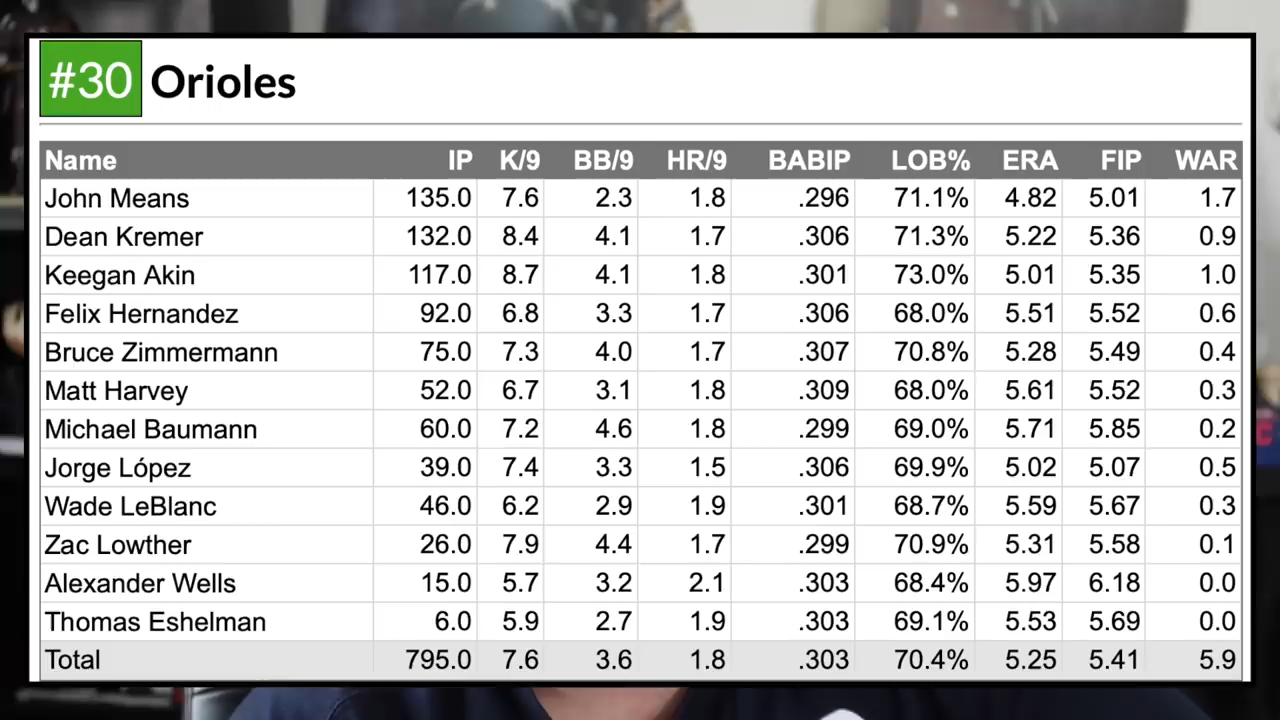 #30 Orioles
Name IP K/9 BB/9 HR/9 BABIP LOB% ERA FIP WAR
John Means 135.0 7.6 2.3 1.8 .296 71.1% 4.82 5.01 1.7
Dean Kremer 132.0 8.4 4.1 1.7 .306 71.3% 5.22 5.36 0.9
Keegan Akin 117.0 8.7 4.1 1.8 .301 73.0% 5.01 5.35 1.0
Felix Hernandez 92.0 6.8 3.3 1.7 .306 68.0% 5.51 5.52 0.6
Bruce Zimmermann 75.0 7.3 4.0 1.7 .307 70.8% 5.28 5.49 0.4
Matt Harvey 52.0 6.7 3.1 1.8 .309 68.0% 5.61 5.52 0.3
Michael Baumann 60.0 7.2 4.6 1.8 .299 69.0% 5.71 5.85 0.2
Jorge López 39.0 7.4 3.3 1.5 .306 69.9% 5.02 5.07 0.5
Wade LeBlanc 46.0 6.2 2.9 1.9 .301 68.7% 5.59 5.67 0.3
Zac Lowther 26.0 7.9 4.4 1.7 .299 70.9% 5.31 5.58 0.1
Alexander Wells 15.0 5.7 3.2 2.1 .303 68.4% 5.97 6.18 0.0
Thomas Eshelman 6.0 5.9 2.7 1.9 .303 69.1% 5.53 5.69 0.0
Total 795.0 7.6 3.6 1.8 .303 70.4% 5.25 5.41 5.9